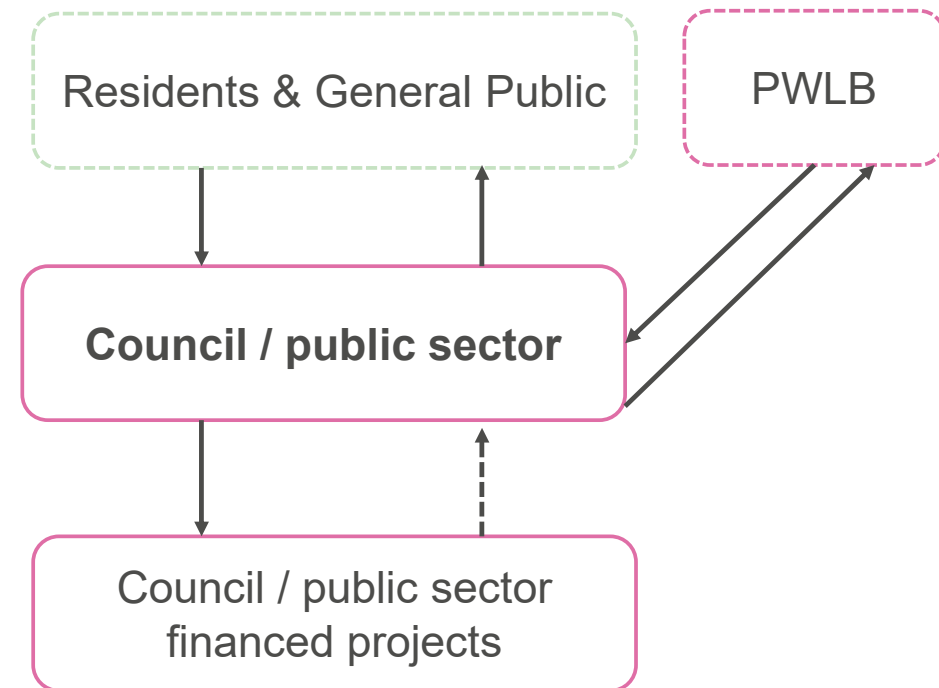 Residents & General Public
PWLB
Council / public sector
Council / public sector
financed projects